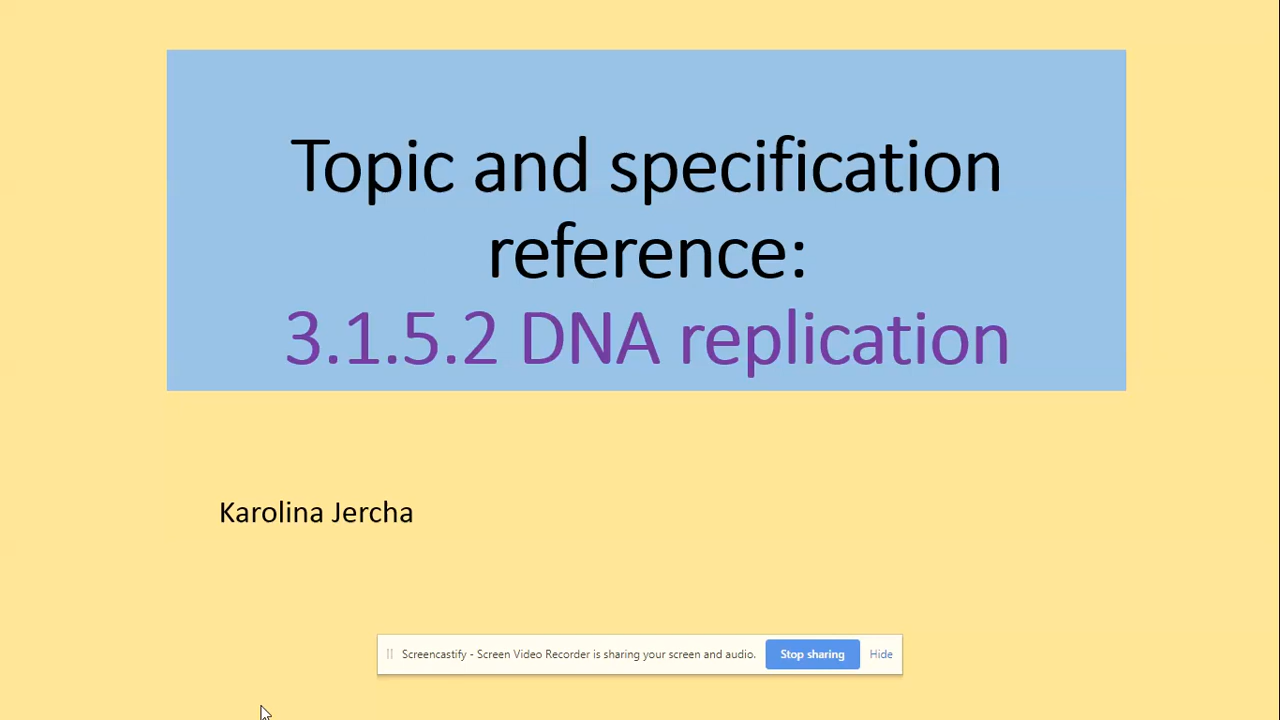 Topic and specification
reference:
3.1.5.2 DNA replication
Karolina Jercha
Screencastify - Screen Video Recorder is sharing your screen and audio. Stop sharing Hide